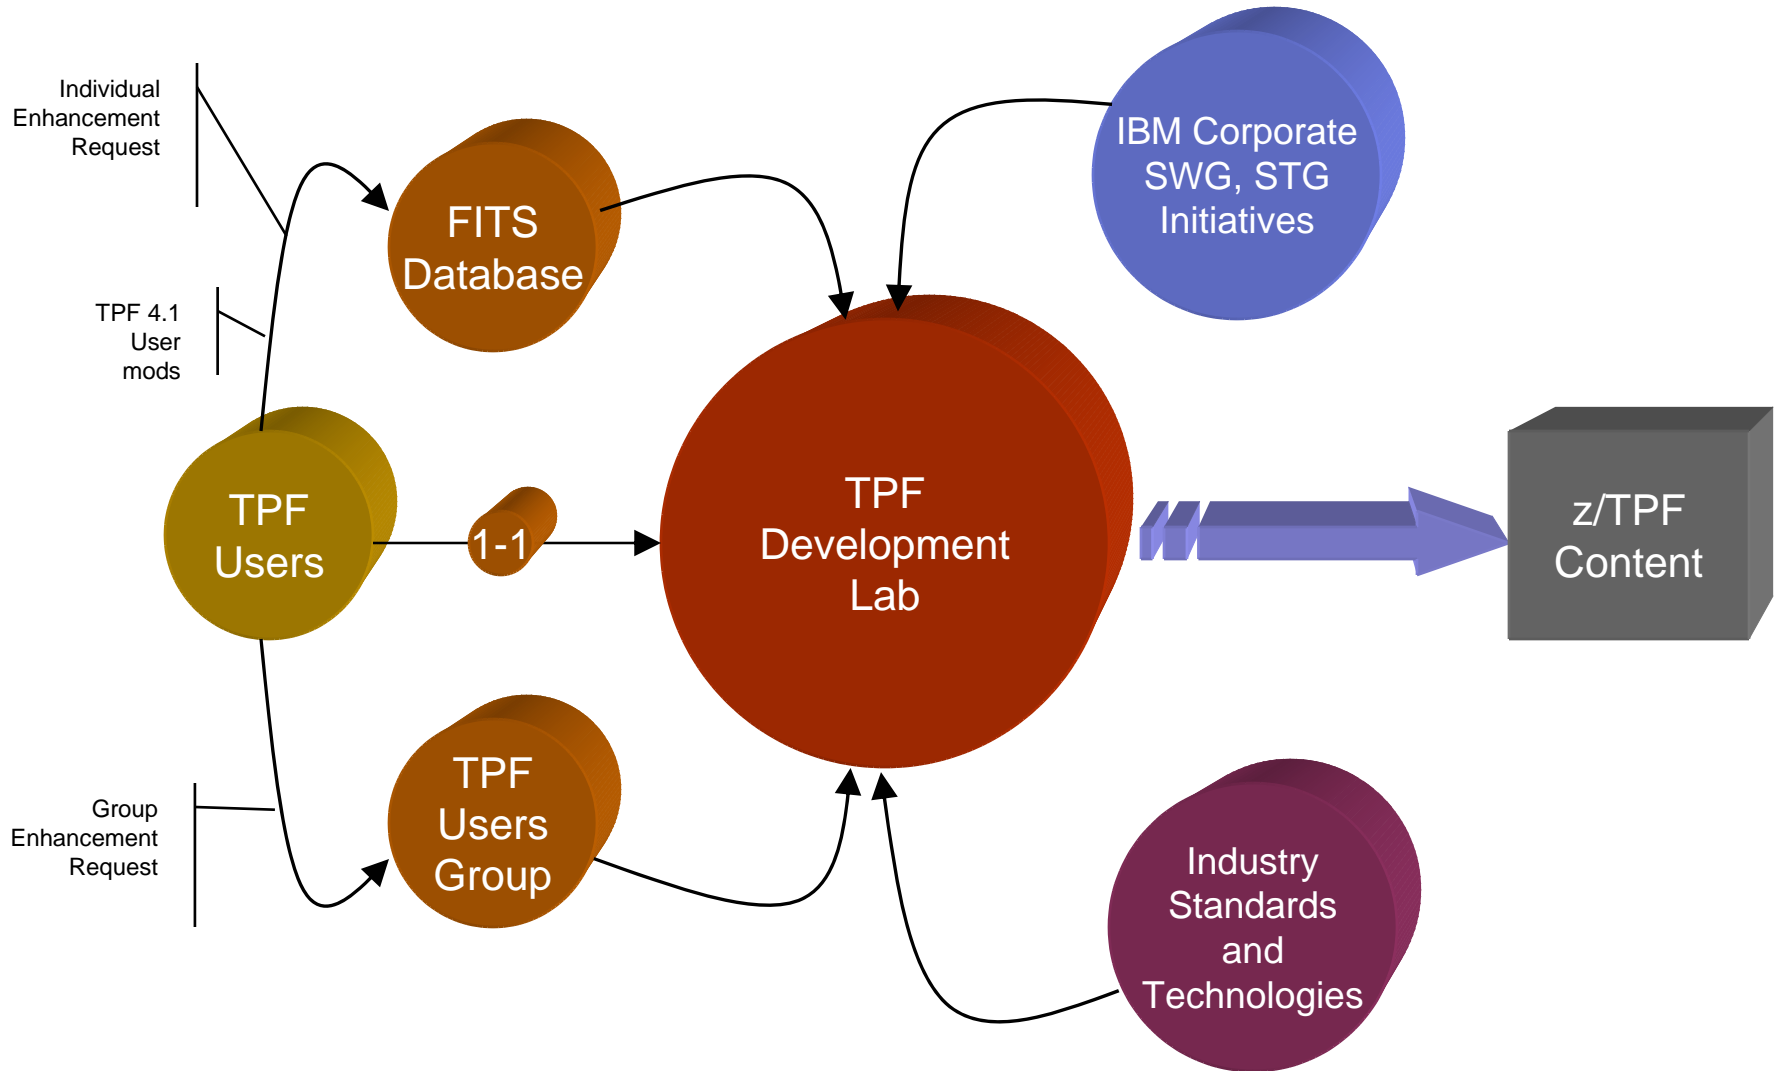 Individual
Enhancement
Request
TPF 4.1
User
mods
FITS
Database
IBM Corporate
SWG, STG
Initiatives
TPF
Users
1-1
TPF
Development
Lab
z/TPF
Content
Group
Enhancement
Request
TPF
Users
Group
Industry
Standards
and
Technologies